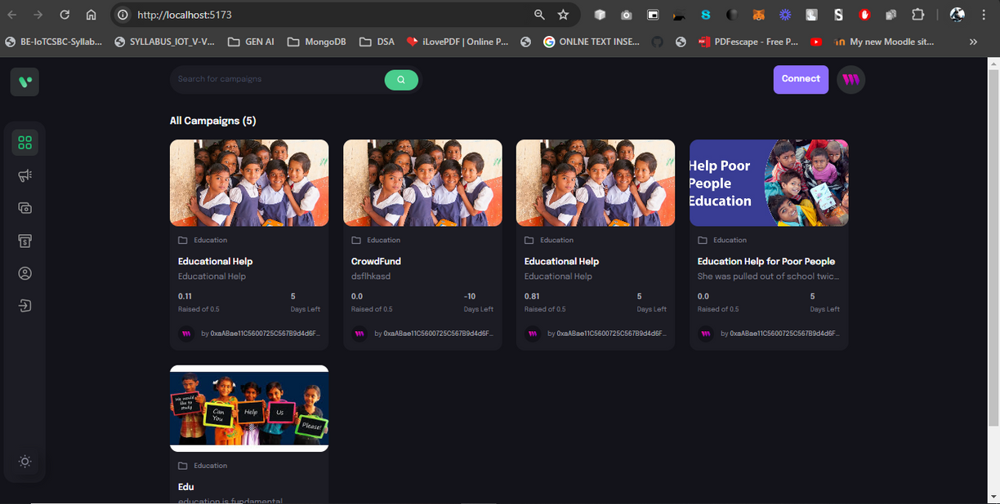 http://localhost:5173
BE-IoTCSBC-Syllab...
SYLLABUS_IOT_V-V...
GEN AI
MongoDB
DSA
iLovePDF | Online P...
ONLNE TEXT INSE...
PDFescape - Free P...
My new Moodle sit...
Search for campaigns
Connect
All Campaigns (5)
Education
Educational Help
Educational Help
0.11 5
Raised of 0.5 Days Left
by 0xaABae11C5600725C567B9d4d6F...
Education
CrowdFund
dsflhkasd
0.0 -10
Raised of 0.5 Days Left
by 0xaABae11C5600725C567B9d4d6F...
Education
Educational Help
Educational Help
0.81 5
Raised of 0.5 Days Left
by 0xaABae11C5600725C567B9d4d6F...
Help Poor
People
Education
Education
Education Help for Poor People
She was pulled out of school twic...
0.0 5
Raised of 0.5 Days Left
by 0xaABae11C5600725C567B9d4d6F...
We would
like to
study
Can
You
Help
Us
Please!
Education
Edu
education is fundamental